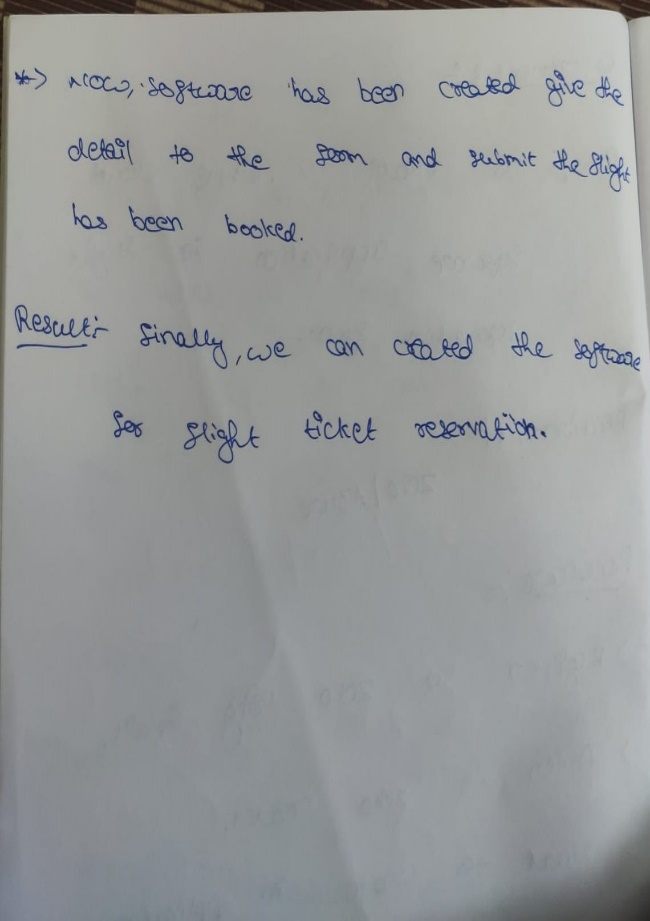 *→ Now, software has been created give the
detail to the form and submit the flight
has been booked.
Result:- finally, we can created the software
for flight ticket reservation.